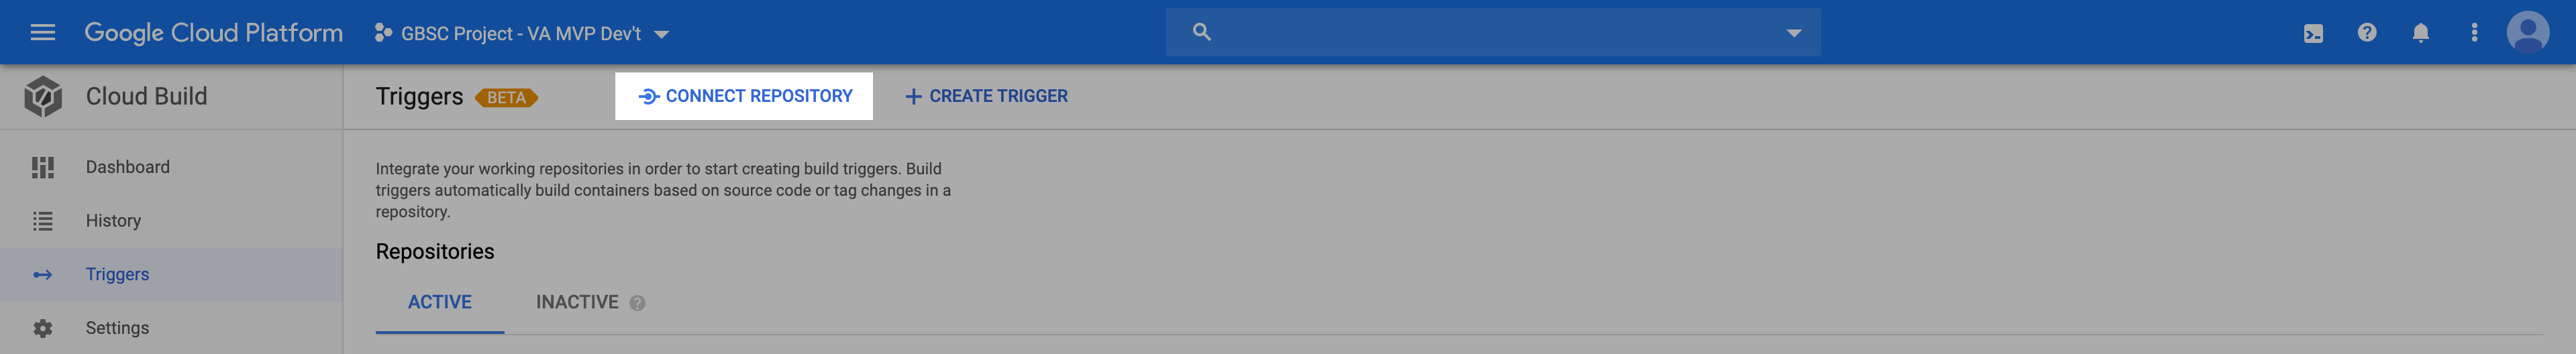 Google Cloud Platform
GBSC Project - VA MVP Dev't
Cloud Build
Triggers BETA
CONNECT REPOSITORY
CREATE TRIGGER
Dashboard
History
Triggers
Settings
Integrate your working repositories in order to start creating build triggers. Build
triggers automatically build containers based on source code or tag changes in a
repository.
Repositories
ACTIVE
INACTIVE